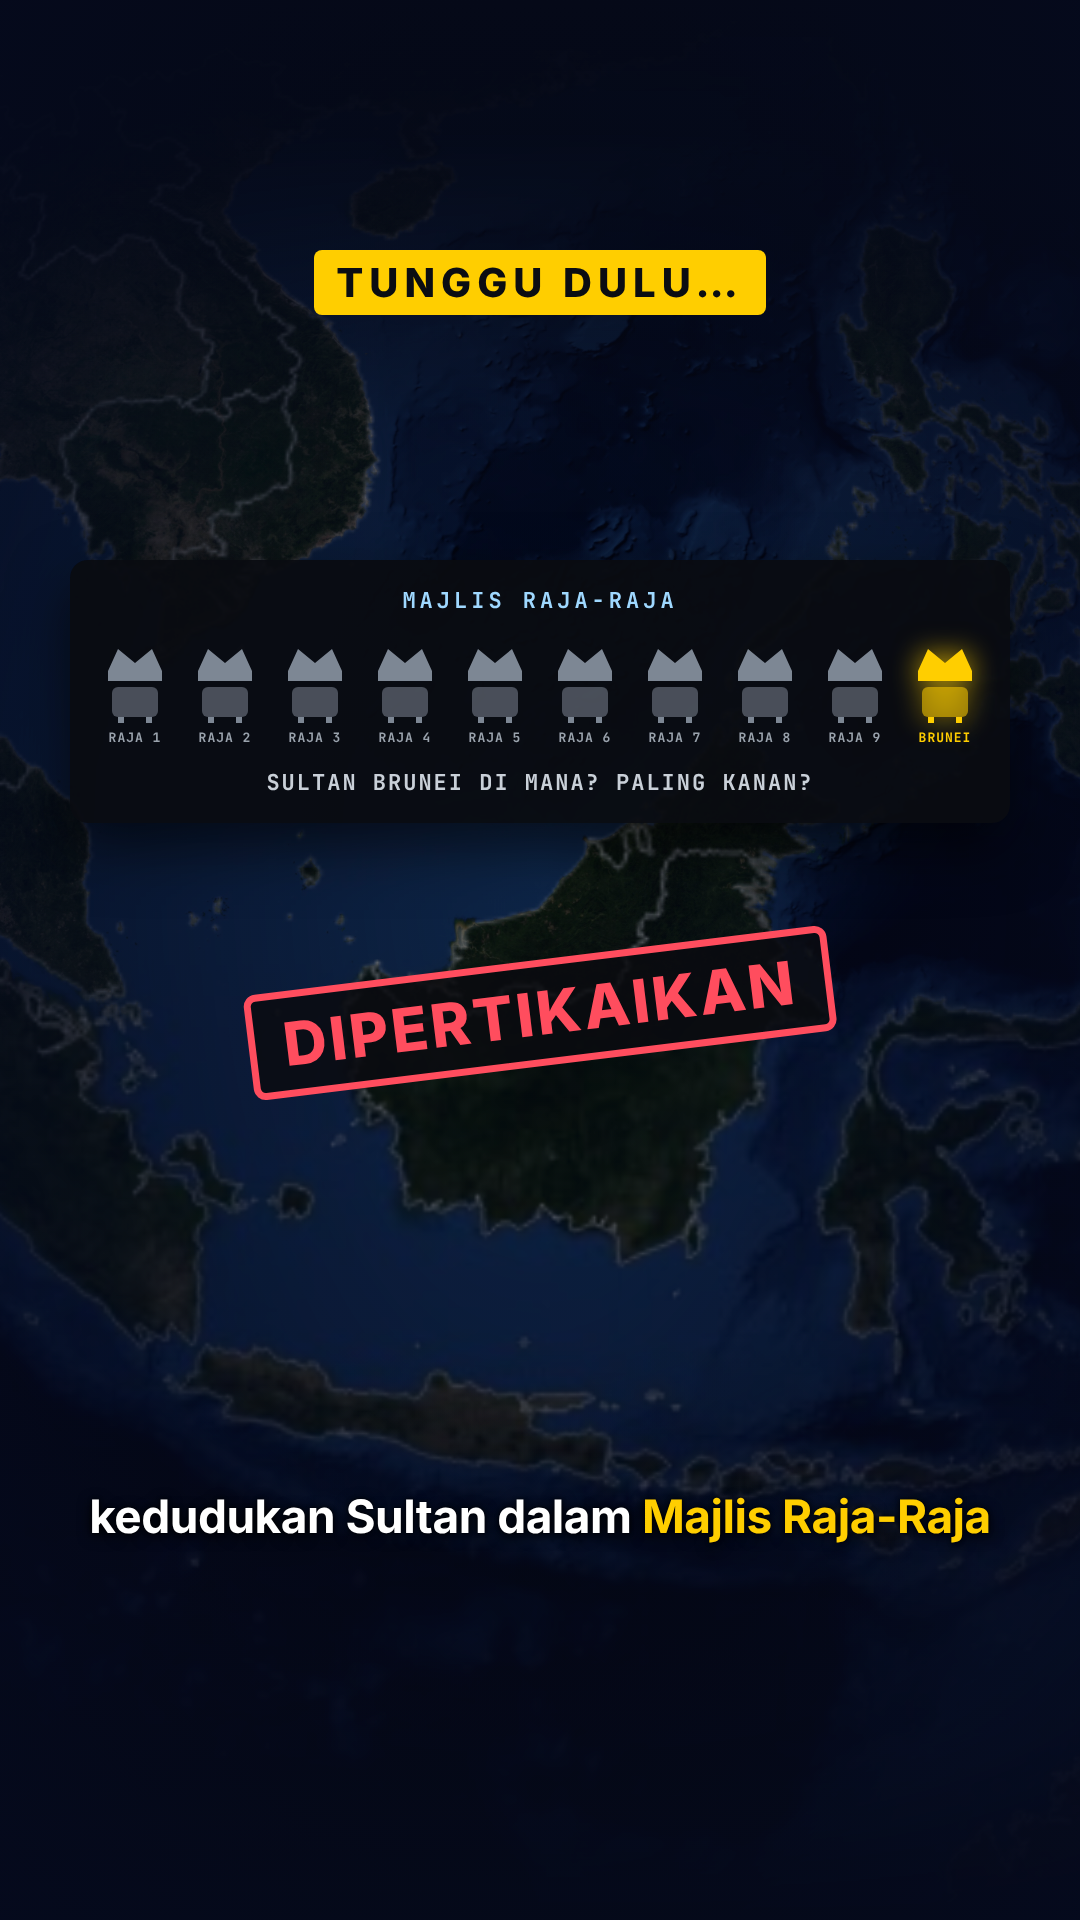 TUNGGU DULU...
MAJLIS RAJA-RAJA
RAJA 1 RAJA 2 RAJA 3 RAJA 4 RAJA 5 RAJA 6 RAJA 7 RAJA 8 RAJA 9 BRUNEI
SULTAN BRUNEI DI MANA? PALING KANAN?
DIPERTIKAIKAN
kedudukan Sultan dalam Majlis Raja-Raja